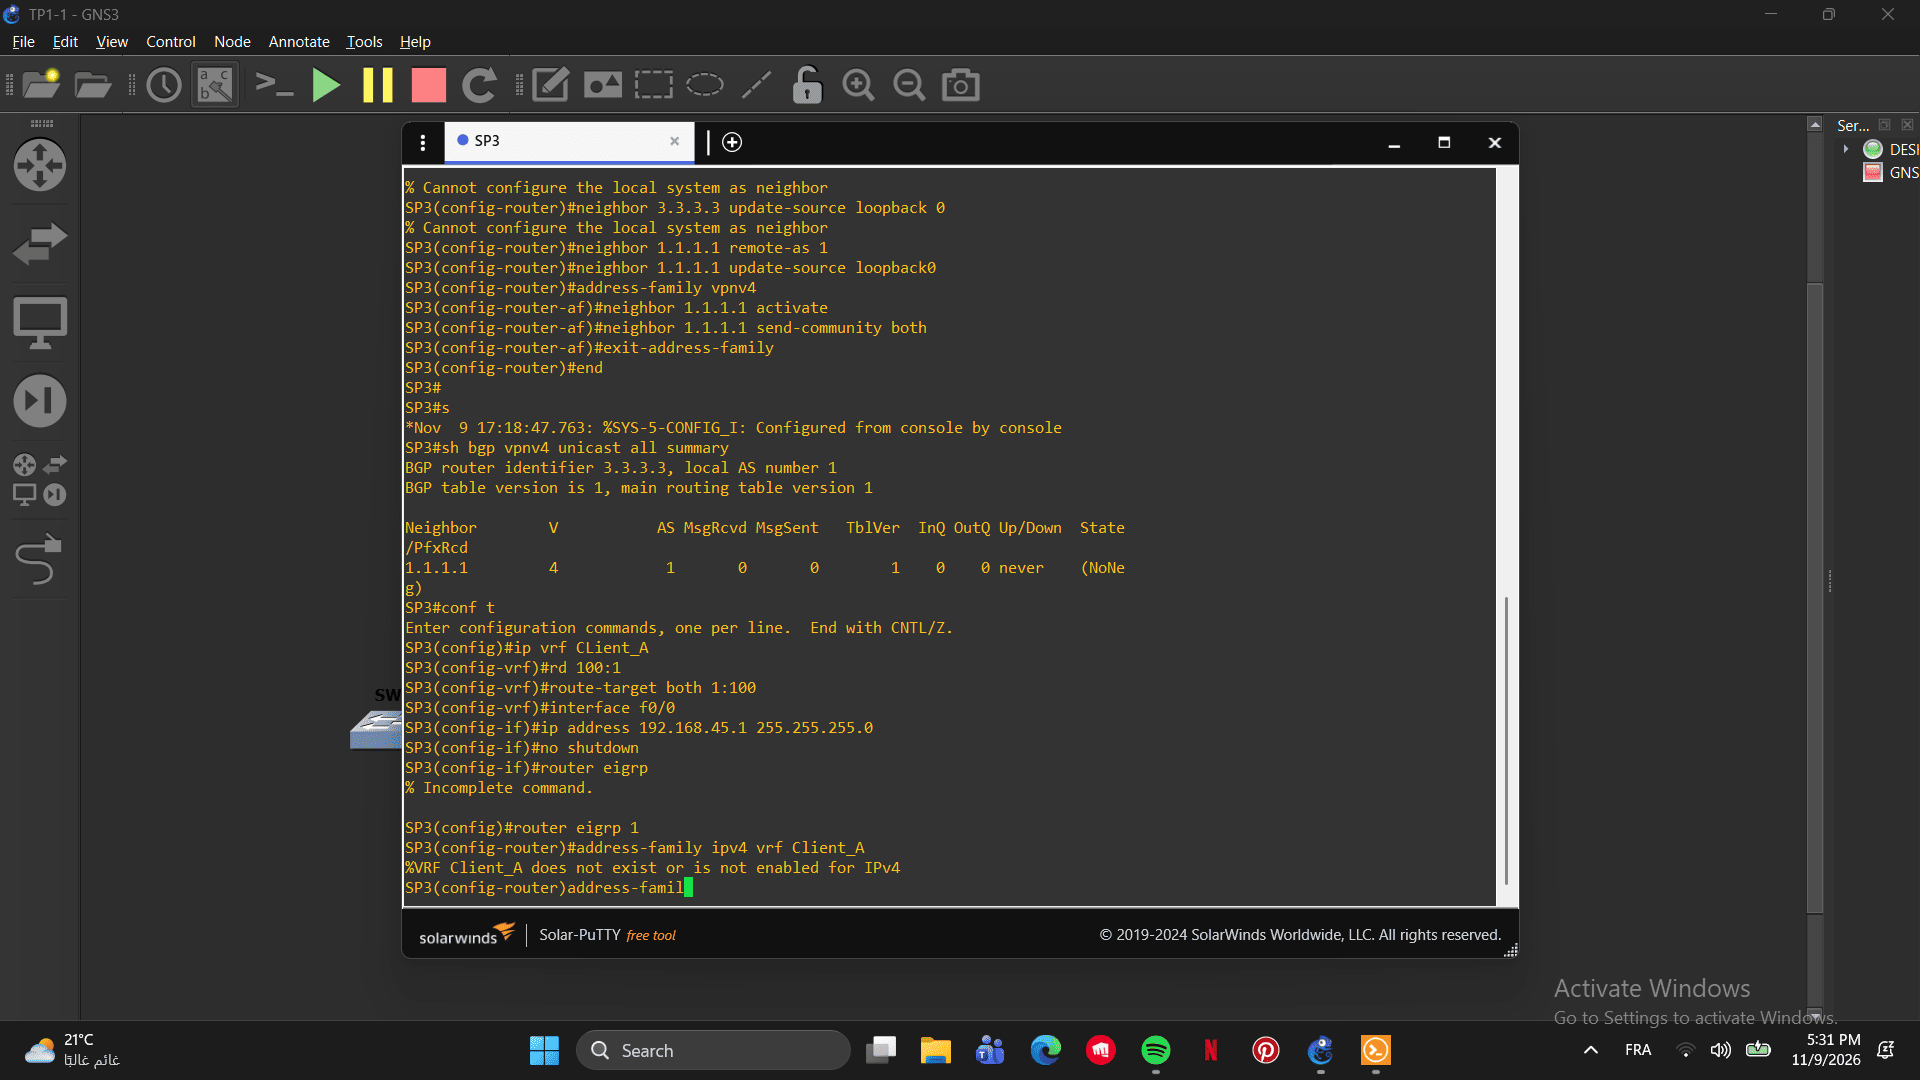 TP1-1 - GNS3
File Edit View Control Node Annotate Tools Help
SP3
Ser...
DESH
GNS
% Cannot configure the local system as neighbor
SP3(config-router)#neighbor 3.3.3.3 update-source loopback 0
% Cannot configure the local system as neighbor
SP3(config-router)#neighbor 1.1.1.1 remote-as 1
SP3(config-router)#neighbor 1.1.1.1 update-source loopback0
SP3(config-router)#address-family vpnv4
SP3(config-router-af)#neighbor 1.1.1.1 activate
SP3(config-router-af)#neighbor 1.1.1.1 send-community both
SP3(config-router-af)#exit-address-family
SP3(config-router)#end
SP3#
SP3#s
*Nov  9 17:18:47.763: %SYS-5-CONFIG_I: Configured from console by console
SP3#sh bgp vpnv4 unicast all summary
BGP router identifier 3.3.3.3, local AS number 1
BGP table version is 1, main routing table version 1
Neighbor        V           AS MsgRcvd MsgSent   TblVer  InQ OutQ Up/Down  State
/PfxRcd
1.1.1.1         4            1       0       0        1    0    0 never    (NoNe
g)
SP3#conf t
Enter configuration commands, one per line.  End with CNTL/Z.
SP3(config)#ip vrf CLient_A
SP3(config-vrf)#rd 100:1
SP3(config-vrf)#route-target both 1:100
SP3(config-vrf)#interface f0/0
SP3(config-if)#ip address 192.168.45.1 255.255.255.0
SP3(config-if)#no shutdown
SP3(config-if)#router eigrp
% Incomplete command.
SP3(config)#router eigrp 1
SP3(config-router)#address-family ipv4 vrf Client_A
%VRF Client_A does not exist or is not enabled for IPv4
SP3(config-router)address-famil
SW
solarwinds Solar-PuTTY free tool © 2019-2024 SolarWinds Worldwide, LLC. All rights reserved.
Activate Windows
Go to Settings to activate Windows.
21°C
غائم غالبًا
Search
FRA
5:31 PM
11/9/2026